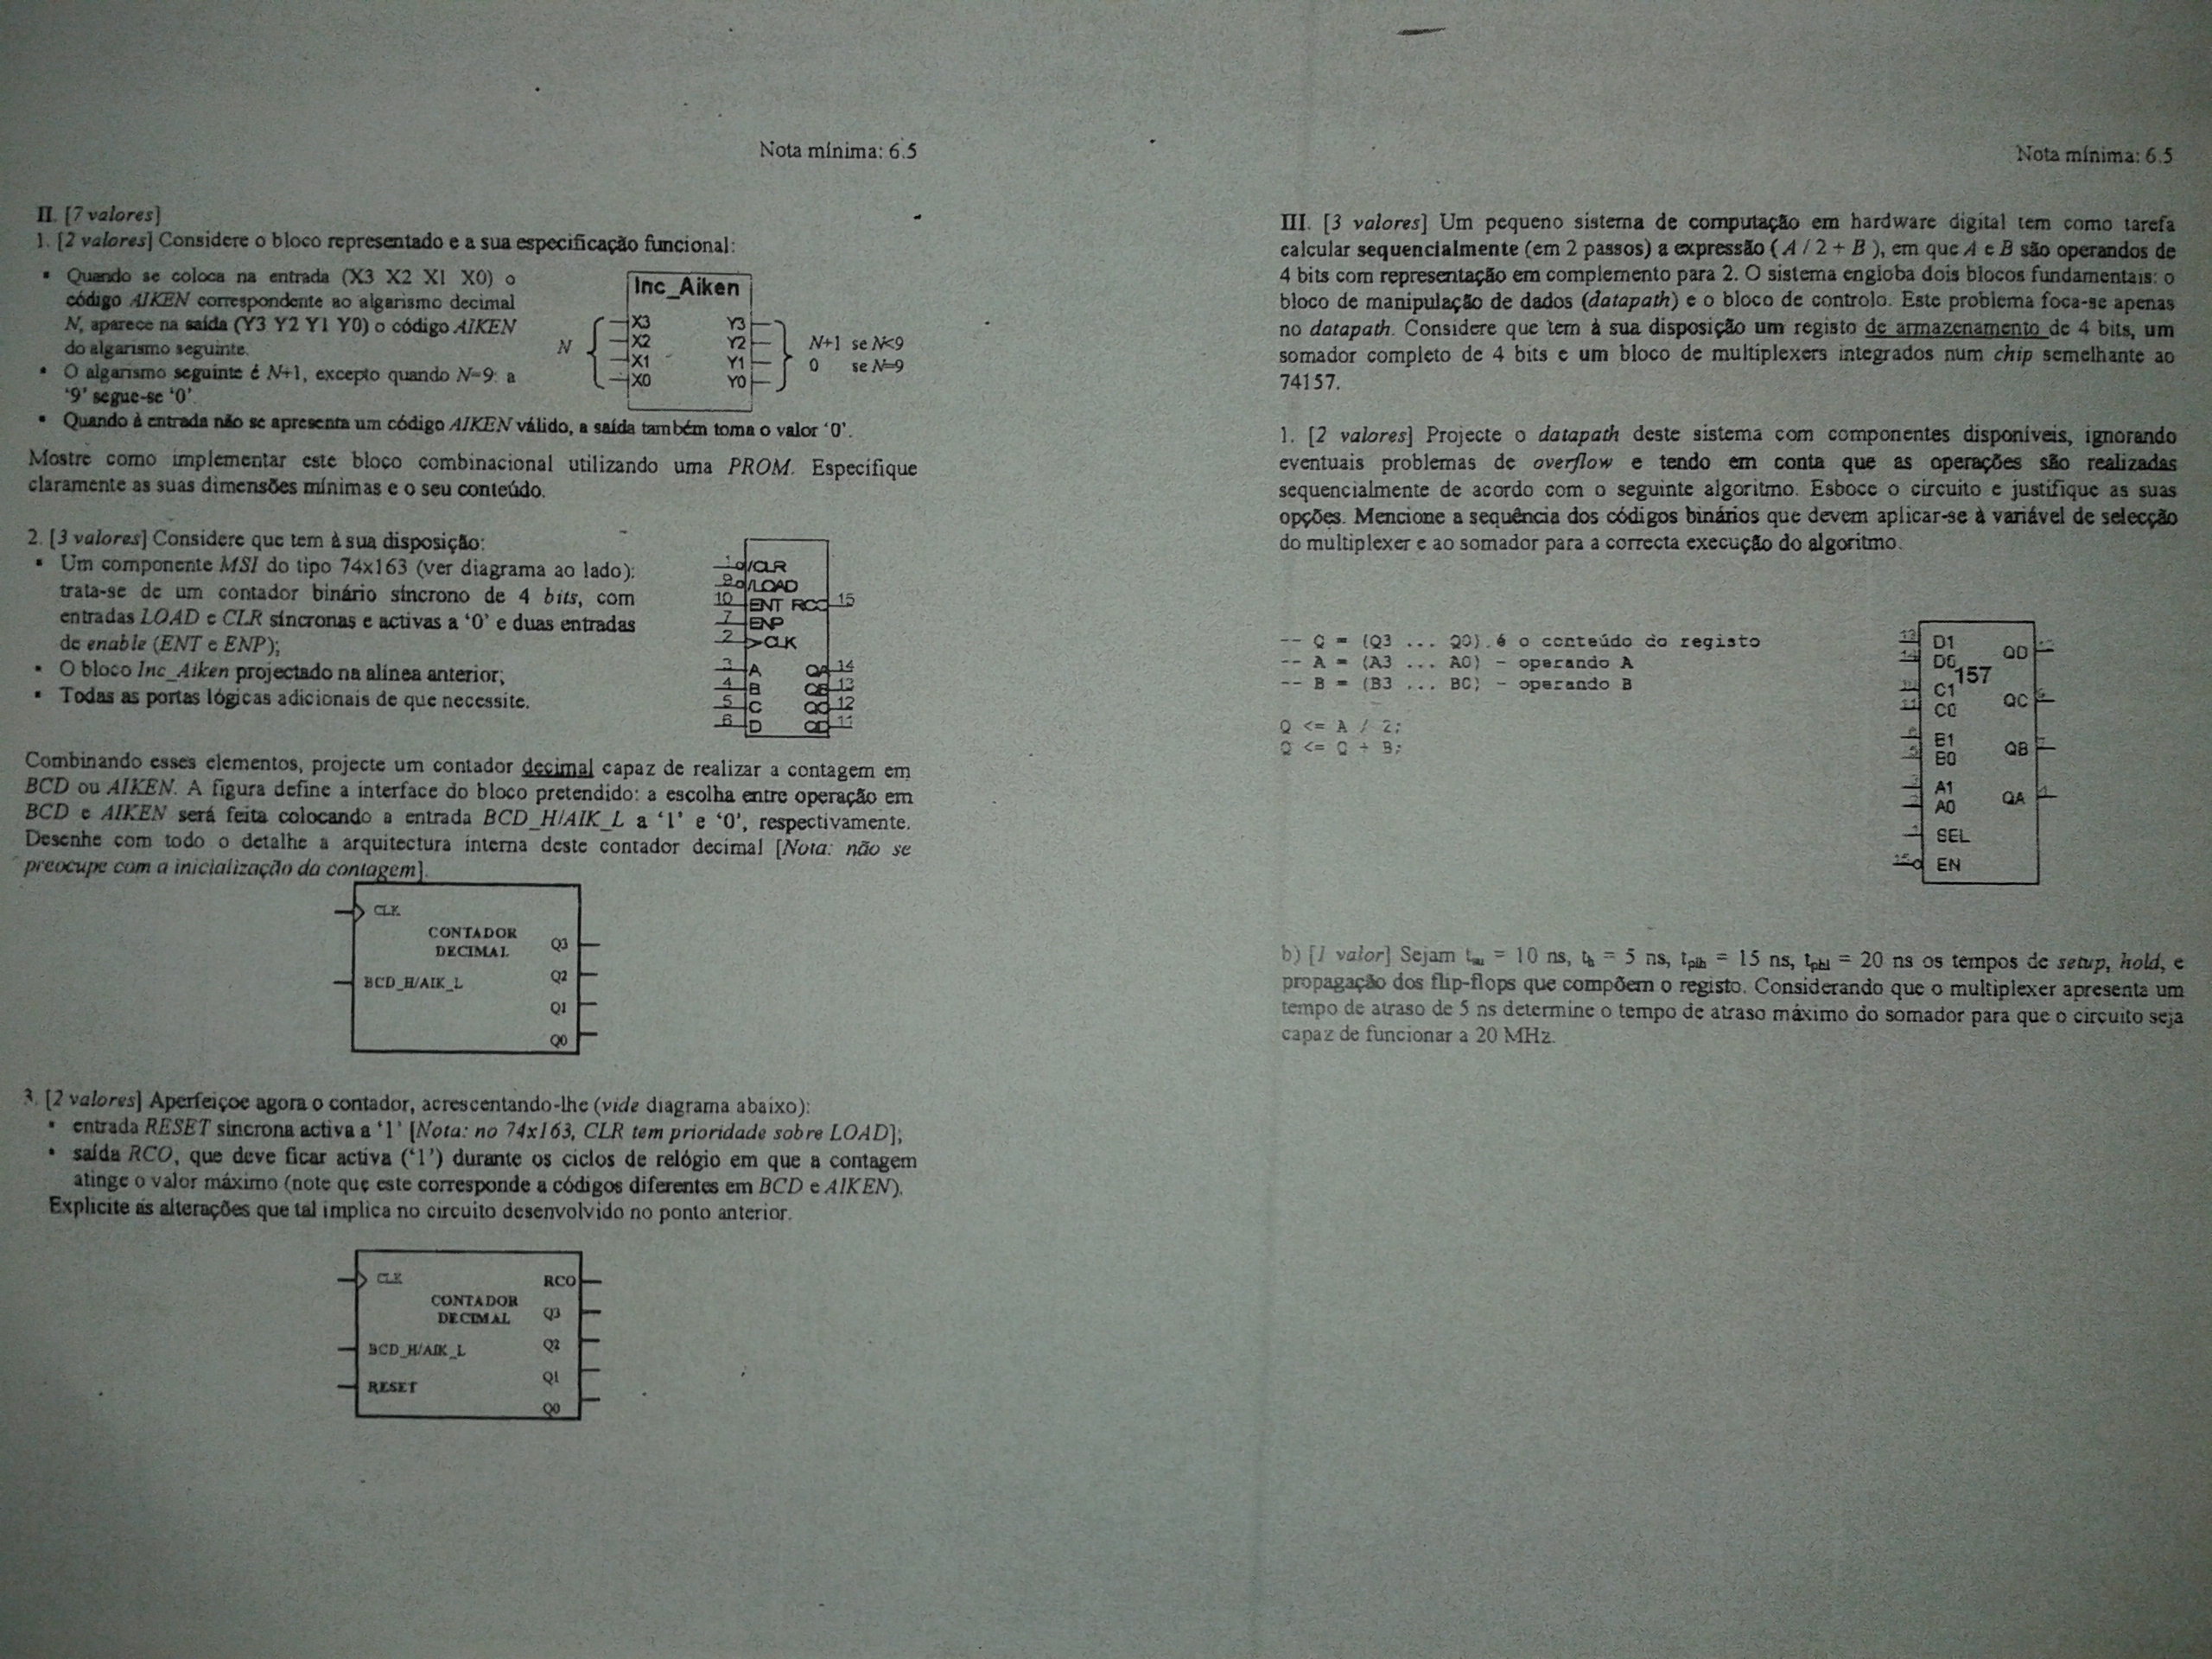 Nota mínima: 6.5
II. [7 valores]
1. [2 valores] Considere o bloco representado e a sua especificação funcional:
▪ Quando se coloca na entrada (X3 X2 X1 X0) o
código AIKEN correspondente ao algarismo decimal
N, aparece na saída (Y3 Y2 Y1 Y0) o código AIKEN
do algarismo seguinte.
▪ O algarismo seguinte é N+1, excepto quando N=9: a
‘9’ segue-se ‘0’.
▪ Quando à entrada não se apresenta um código AIKEN válido, a saída também toma o valor ‘0’.
Inc_Aiken
N
X3 Y3
X2 Y2
X1 Y1
X0 Y0
N+1 se N<9
0 se N=9
Mostre como implementar este bloco combinacional utilizando uma PROM. Especifique
claramente as suas dimensões mínimas e o seu conteúdo.
2. [3 valores] Considere que tem à sua disposição:
▪ Um componente MSI do tipo 74x163 (ver diagrama ao lado):
trata-se de um contador binário síncrono de 4 bits, com
entradas LOAD e CLR síncronas e activas a ‘0’ e duas entradas
de enable (ENT e ENP);
▪ O bloco Inc_Aiken projectado na alínea anterior;
▪ Todas as portas lógicas adicionais de que necessite.
1 /CLR
9 /LOAD
10 ENT RCO 15
7 ENP
2 CLK
3 A QA 14
4 B QB 13
5 C QC 12
6 D QD 11
Combinando esses elementos, projecte um contador decimal capaz de realizar a contagem em
BCD ou AIKEN. A figura define a interface do bloco pretendido: a escolha entre operação em
BCD e AIKEN será feita colocando a entrada BCD_H/AIK_L a ‘1’ e ‘0’, respectivamente.
Desenhe com todo o detalhe a arquitectura interna deste contador decimal [Nota: não se
preocupe com a inicialização da contagem].
CLK
CONTADOR
DECIMAL
Q3
Q2
BCD_H/AIK_L
Q1
Q0
3. [2 valores] Aperfeiçoe agora o contador, acrescentando-lhe (vide diagrama abaixo):
▪ entrada RESET síncrona activa a ‘1’ [Nota: no 74x163, CLR tem prioridade sobre LOAD];
▪ saída RCO, que deve ficar activa (‘1’) durante os ciclos de relógio em que a contagem
atinge o valor máximo (note que este corresponde a códigos diferentes em BCD e AIKEN).
Explicite as alterações que tal implica no circuito desenvolvido no ponto anterior.
CLK RCO
CONTADOR
DECIMAL
Q3
Q2
BCD_H/AIK_L
Q1
RESET
Q0
Nota mínima: 6.5
III. [3 valores] Um pequeno sistema de computação em hardware digital tem como tarefa
calcular sequencialmente (em 2 passos) a expressão ( A / 2 + B ), em que A e B são operandos de
4 bits com representação em complemento para 2. O sistema engloba dois blocos fundamentais: o
bloco de manipulação de dados (datapath) e o bloco de controlo. Este problema foca-se apenas
no datapath. Considere que tem à sua disposição um registo de armazenamento de 4 bits, um
somador completo de 4 bits e um bloco de multiplexers integrados num chip semelhante ao
74157.
1. [2 valores] Projecte o datapath deste sistema com componentes disponíveis, ignorando
eventuais problemas de overflow e tendo em conta que as operações são realizadas
sequencialmente de acordo com o seguinte algoritmo. Esboce o circuito e justifique as suas
opções. Mencione a sequência dos códigos binários que devem aplicar-se à variável de selecção
do multiplexer e ao somador para a correcta execução do algoritmo.
-- Q = (Q3 ... Q0) é o conteúdo do registo
-- A = (A3 ... A0) - operando A
-- B = (B3 ... B0) - operando B
Q <= A / 2;
Q <= Q + B;
D1
D0 QD
157
C1
C0 QC
B1
B0 QB
A1
A0 QA
SEL
EN
b) [1 valor] Sejam tsu = 10 ns, th = 5 ns, tplh = 15 ns, tphl = 20 ns os tempos de setup, hold, e
propagação dos flip-flops que compõem o registo. Considerando que o multiplexer apresenta um
tempo de atraso de 5 ns determine o tempo de atraso máximo do somador para que o circuito seja
capaz de funcionar a 20 MHz.